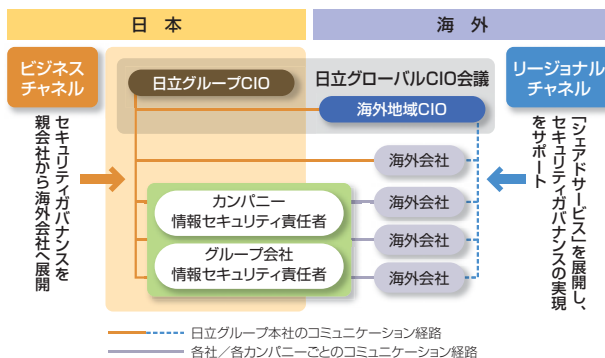 日本
海外
ビジネス
チャネル
日立グループCIO
日立グローバルCIO会議
海外地域CIO
リージョナル
チャネル
セキュリティガバナンスを
親会社から海外会社へ展開
海外会社
カンパニー
情報セキュリティ責任者
海外会社
海外会社
グループ会社
情報セキュリティ責任者
海外会社
「シェアドサービス」を展開し、
セキュリティガバナンスの実現
をサポート
日立グループ本社のコミュニケーション経路
各社／各カンパニーごとのコミュニケーション経路